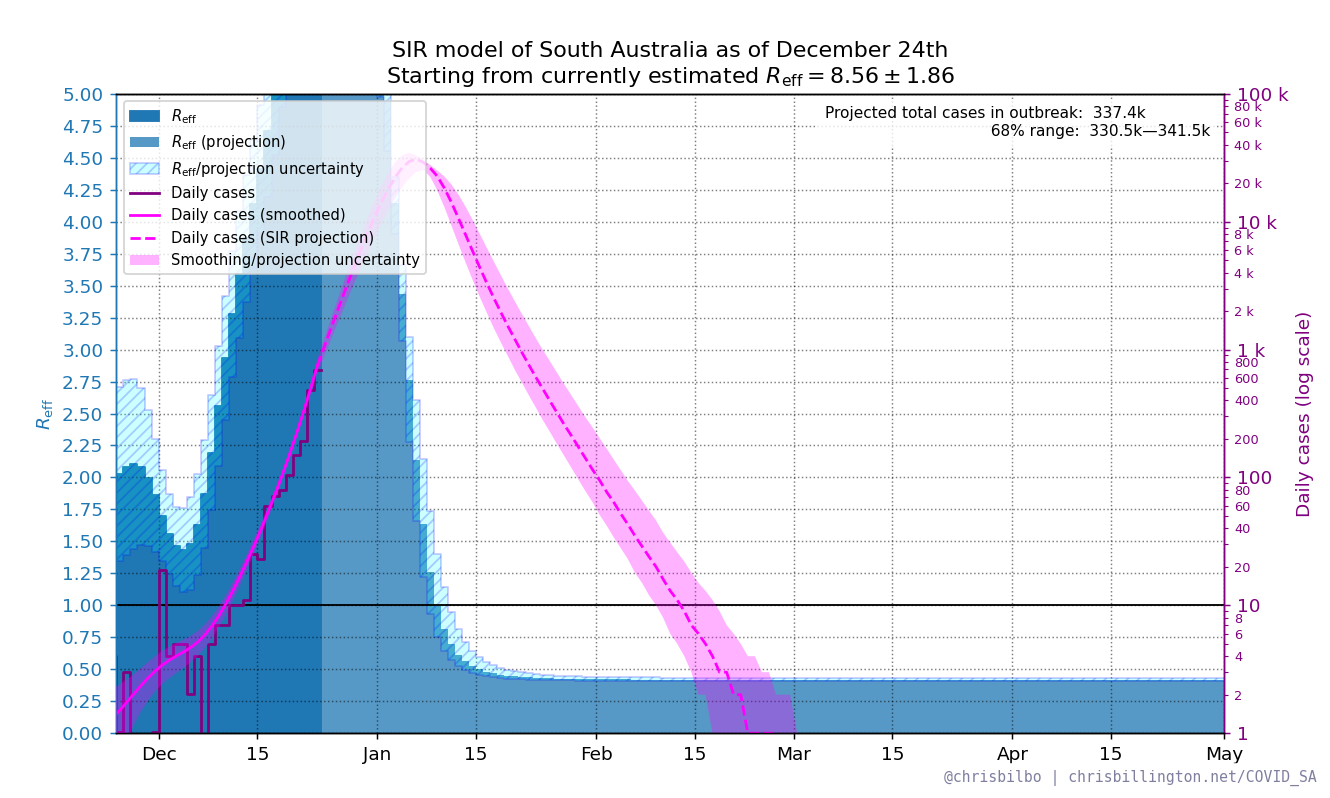 SIR model of South Australia as of December 24th
Starting from currently estimated R_eff = 8.56 ± 1.86
Projected total cases in outbreak: 337.4k
68% range: 330.5k—341.5k
R_eff
R_eff (projection)
R_eff/projection uncertainty
Daily cases
Daily cases (smoothed)
Daily cases (SIR projection)
Smoothing/projection uncertainty
R_eff
5.00
4.75
4.50
4.25
4.00
3.75
3.50
3.25
3.00
2.75
2.50
2.25
2.00
1.75
1.50
1.25
1.00
0.75
0.50
0.25
0.00
Dec 15 Jan 15 Feb 15 Mar 15 Apr 15 May
100 k
80 k
60 k
40 k
20 k
10 k
8 k
6 k
4 k
2 k
1 k
800
600
400
200
100
80
60
40
20
10
8
6
4
2
1
Daily cases (log scale)
@chrisbilbo | chrisbillington.net/COVID_SA